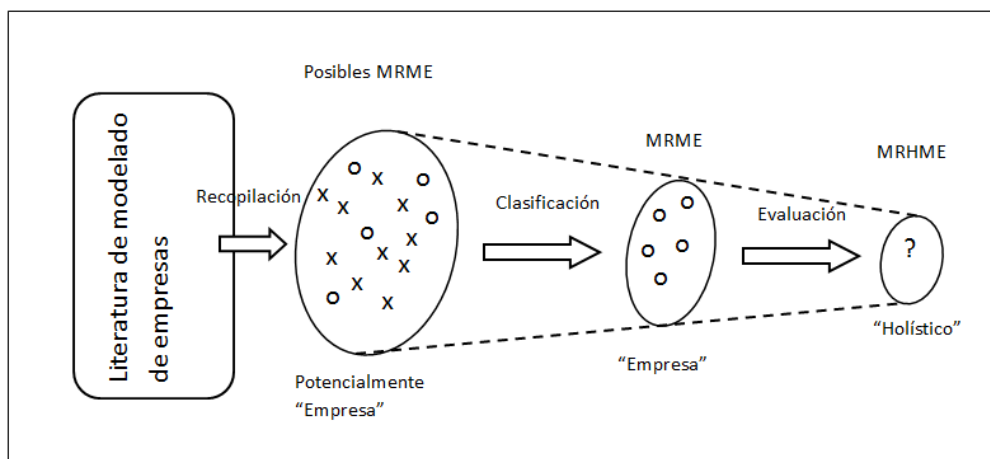 Literatura de modelado
de empresas
Recopilación
Posibles MRME
X O X O X X O O X X X X X O X
Potencialmente
“Empresa”
Clasificación
MRME
O O O O O
“Empresa”
Evaluación
MRHME
?
“Holístico”